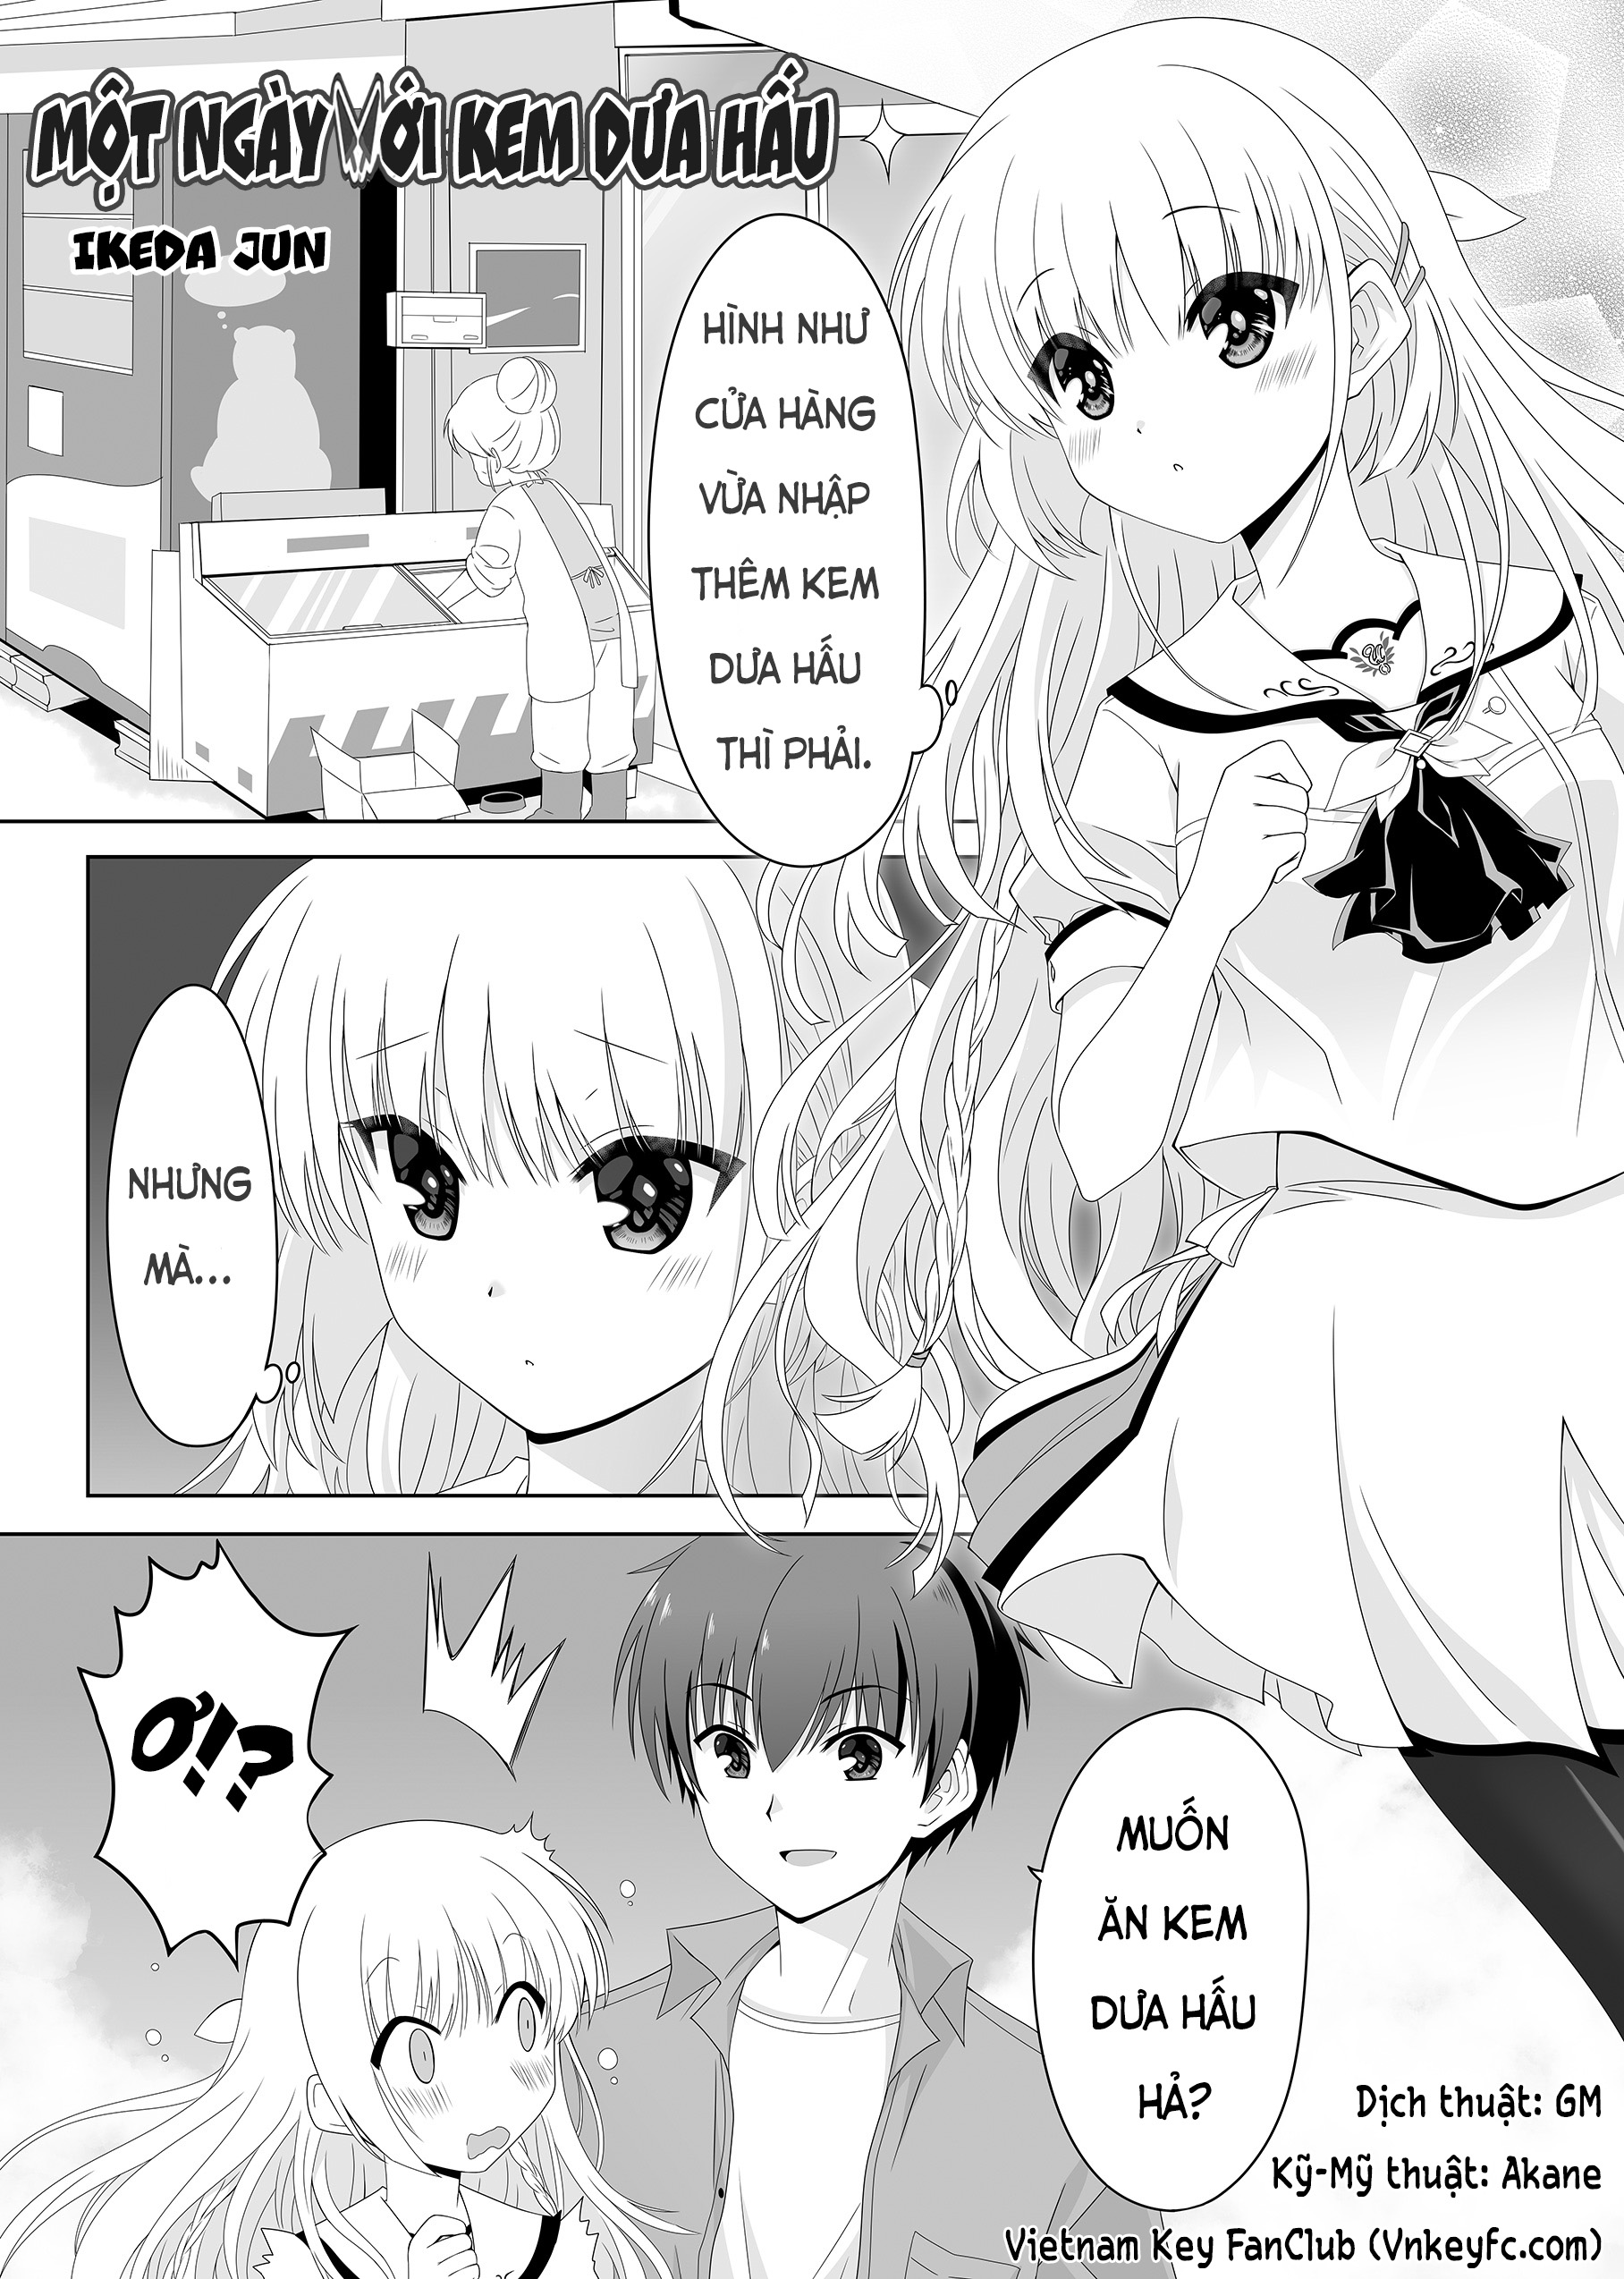 MỘT NGÀY VỚI KEM DƯA HẤU
IKEDA JUN
HÌNH NHƯ
CỬA HÀNG
VỪA NHẬP
THÊM KEM
DƯA HẤU
THÌ PHẢI.
NHƯNG
MÀ...
Ơ!?
MUỐN
ĂN KEM
DƯA HẤU
HẢ?
Dịch thuật: GM
Kỹ-Mỹ thuật: Akane
Vietnam Key FanClub (Vnkeyfc.com)